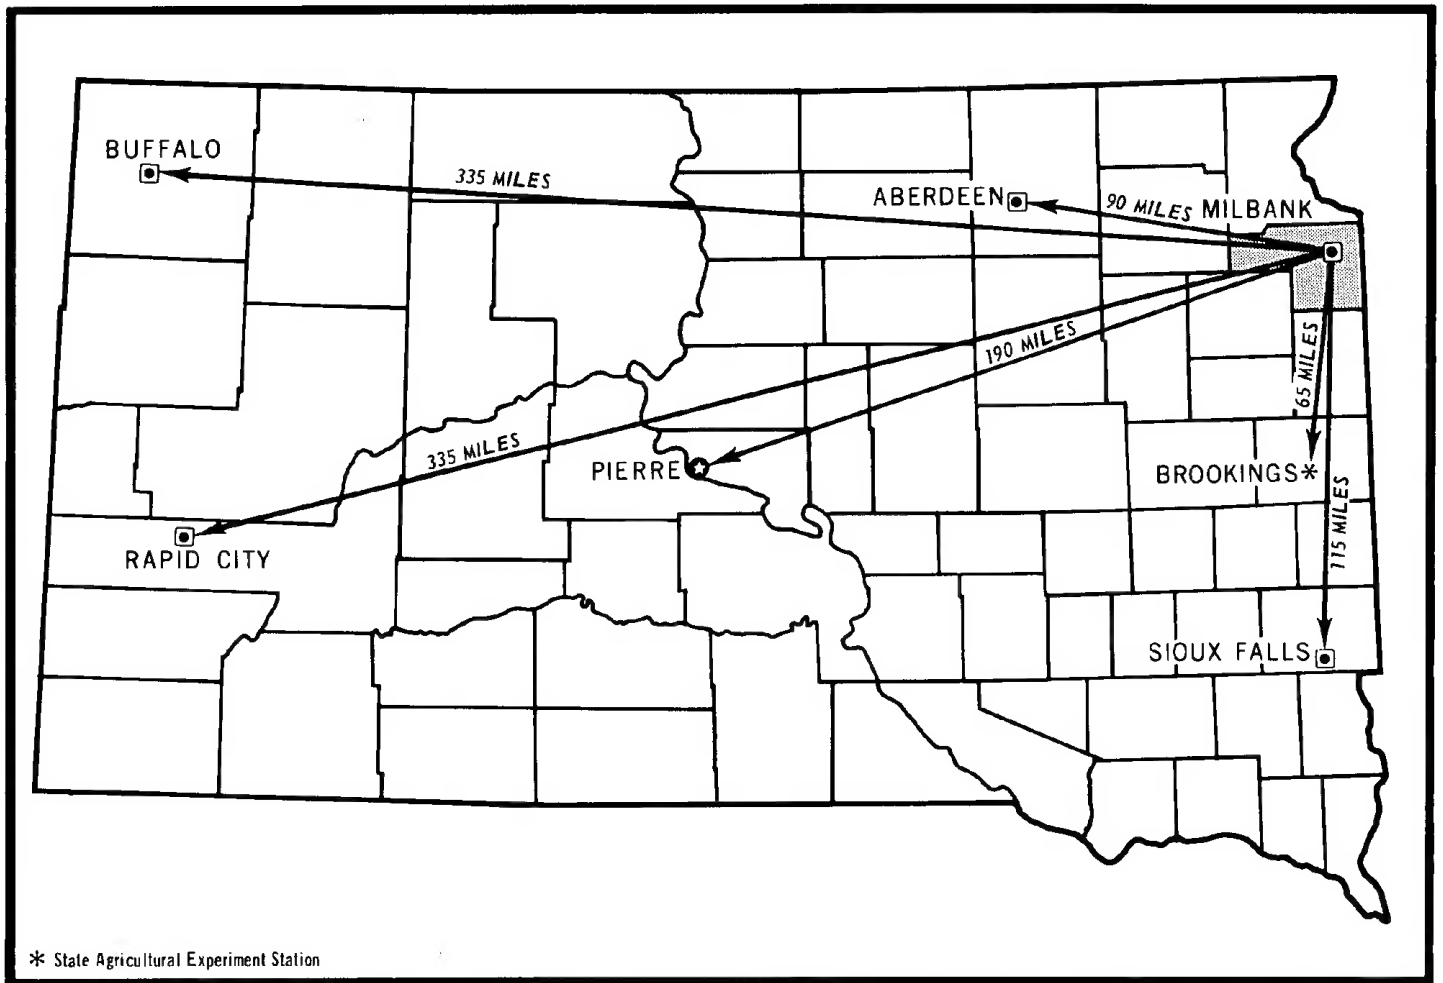 BUFFALO
335 MILES
ABERDEEN
90 MILES
MILBANK
190 MILES
65 MILES
335 MILES
PIERRE
BROOKINGS*
115 MILES
RAPID CITY
SIOUX FALLS
* State Agricultural Experiment Station